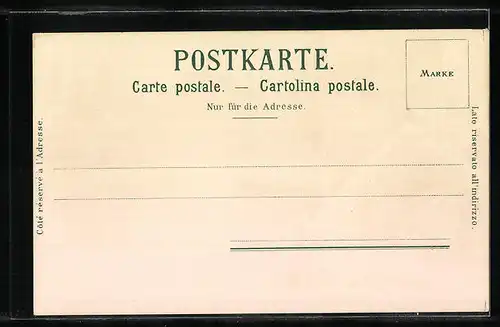 POSTKARTE.
MARKE
Carte postale. — Cartolina postale.
Nur für die Adresse.
Côté réservé à l'Adresse.
Lato riservato all'indirizzo.